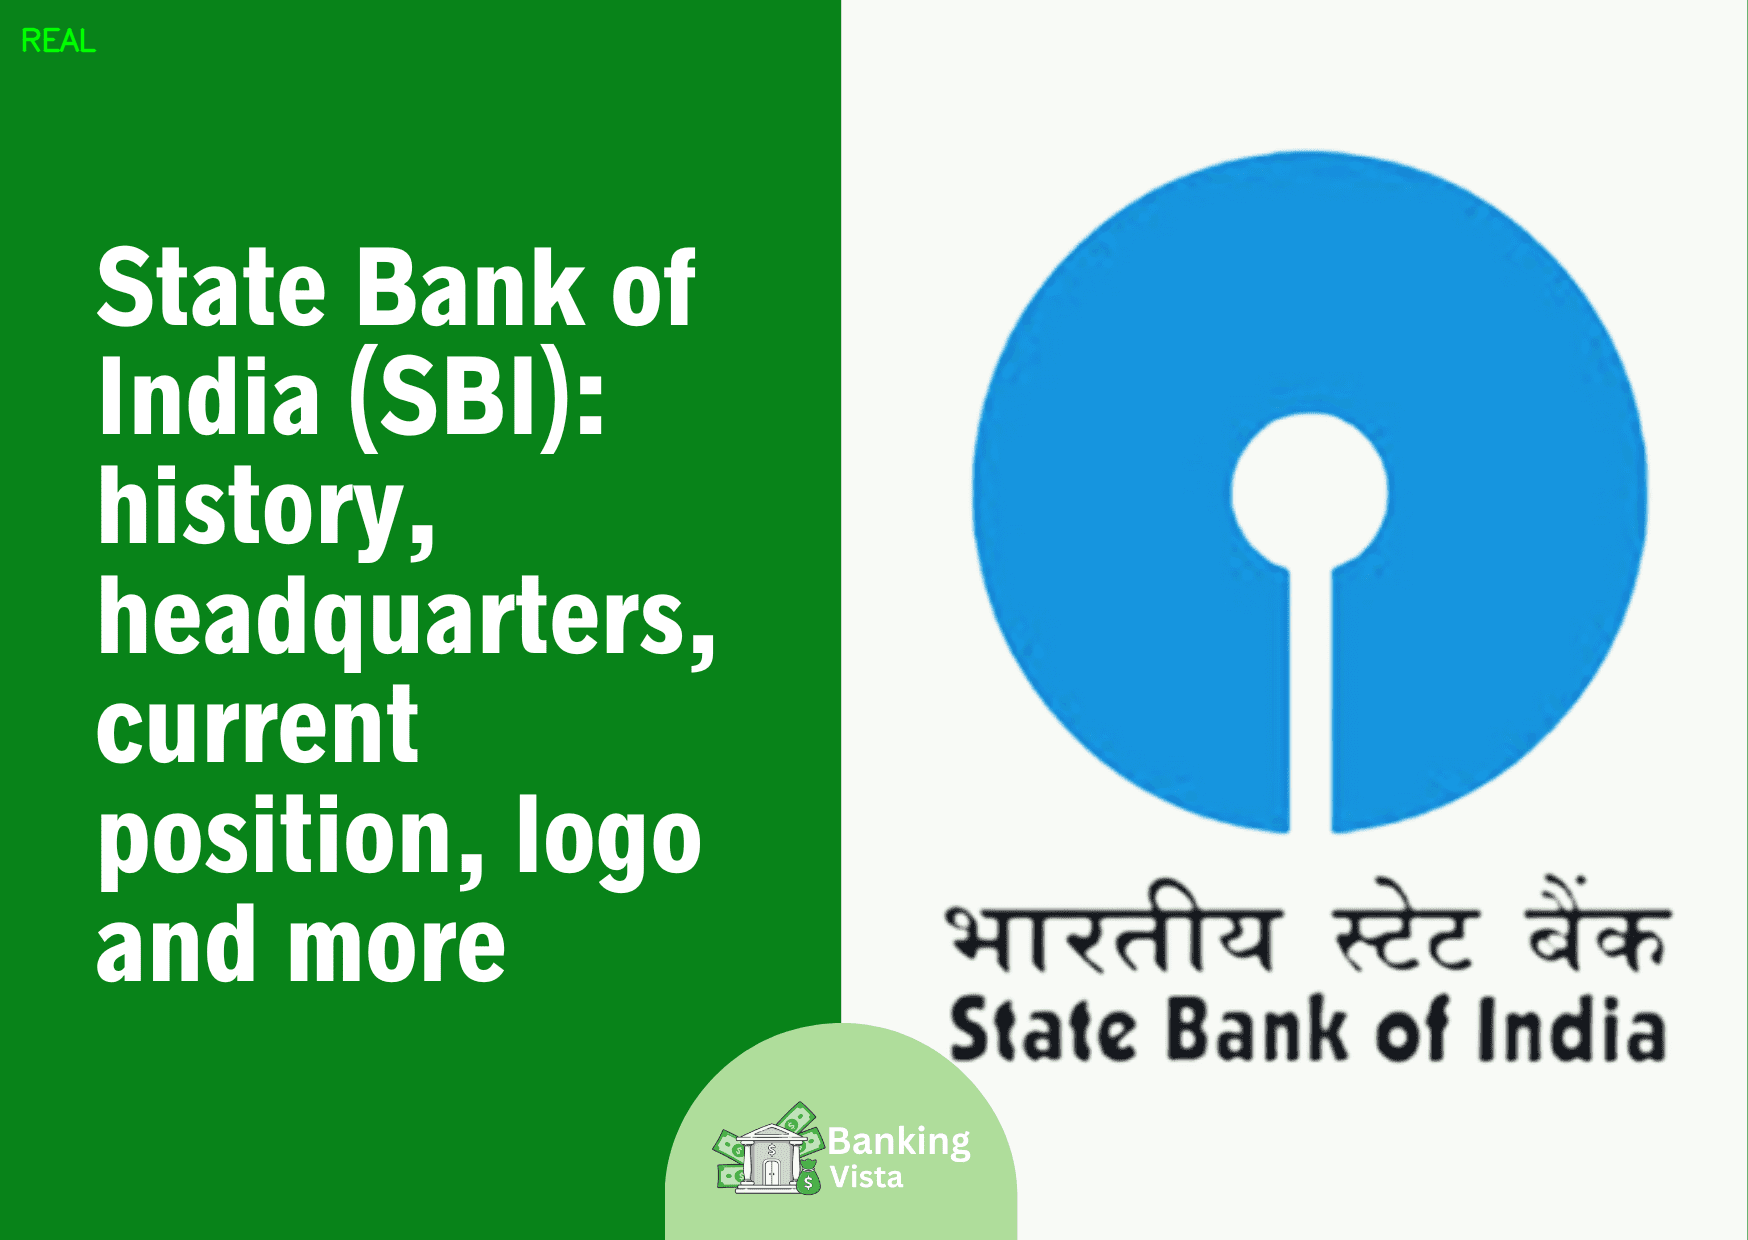 REAL
State Bank of
India (SBI):
history,
headquarters,
current
position, logo
and more
भारतीय स्टेट बैंक
State Bank of India
Banking
Vista